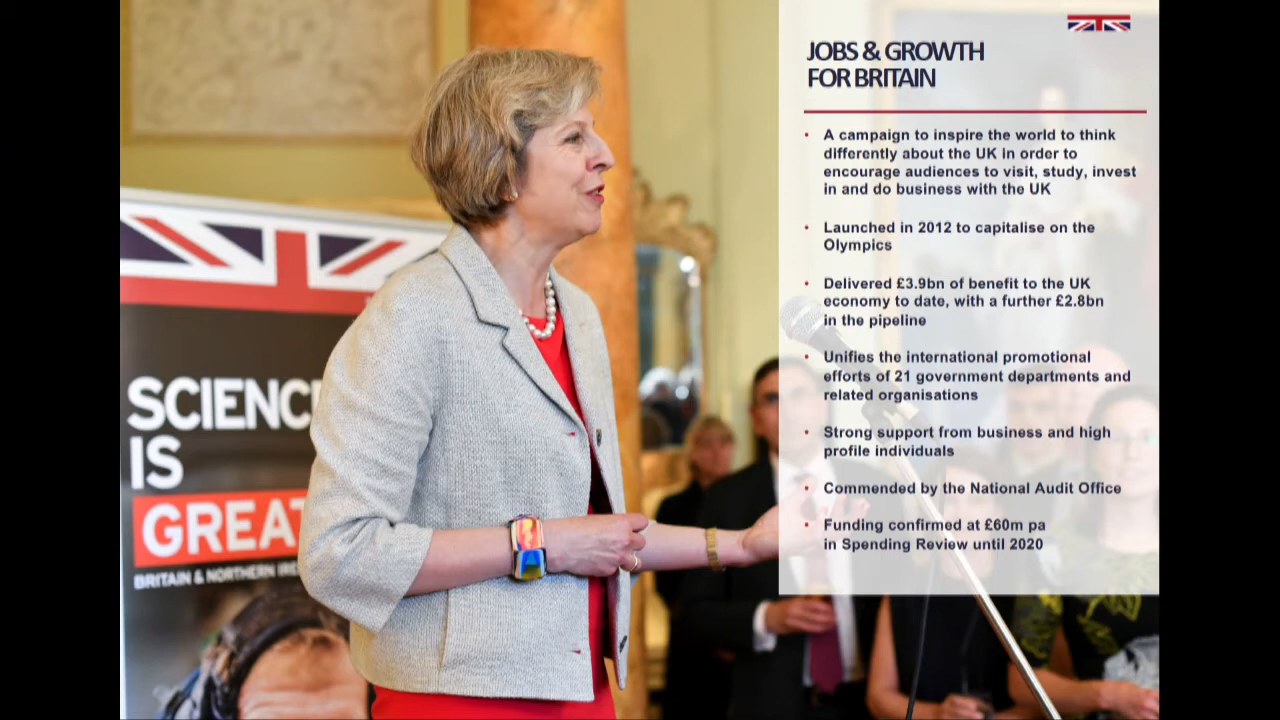 JOBS & GROWTH
FOR BRITAIN
• A campaign to inspire the world to think
differently about the UK in order to
encourage audiences to visit, study, invest
in and do business with the UK
• Launched in 2012 to capitalise on the
Olympics
• Delivered £3.9bn of benefit to the UK
economy to date, with a further £2.8bn
in the pipeline
• Unifies the international promotional
efforts of 21 government departments and
related organisations
• Strong support from business and high
profile individuals
• Commended by the National Audit Office
• Funding confirmed at £60m pa
in Spending Review until 2020
SCIENC
IS
GREAT
BRITAIN & NORTHERN IRE